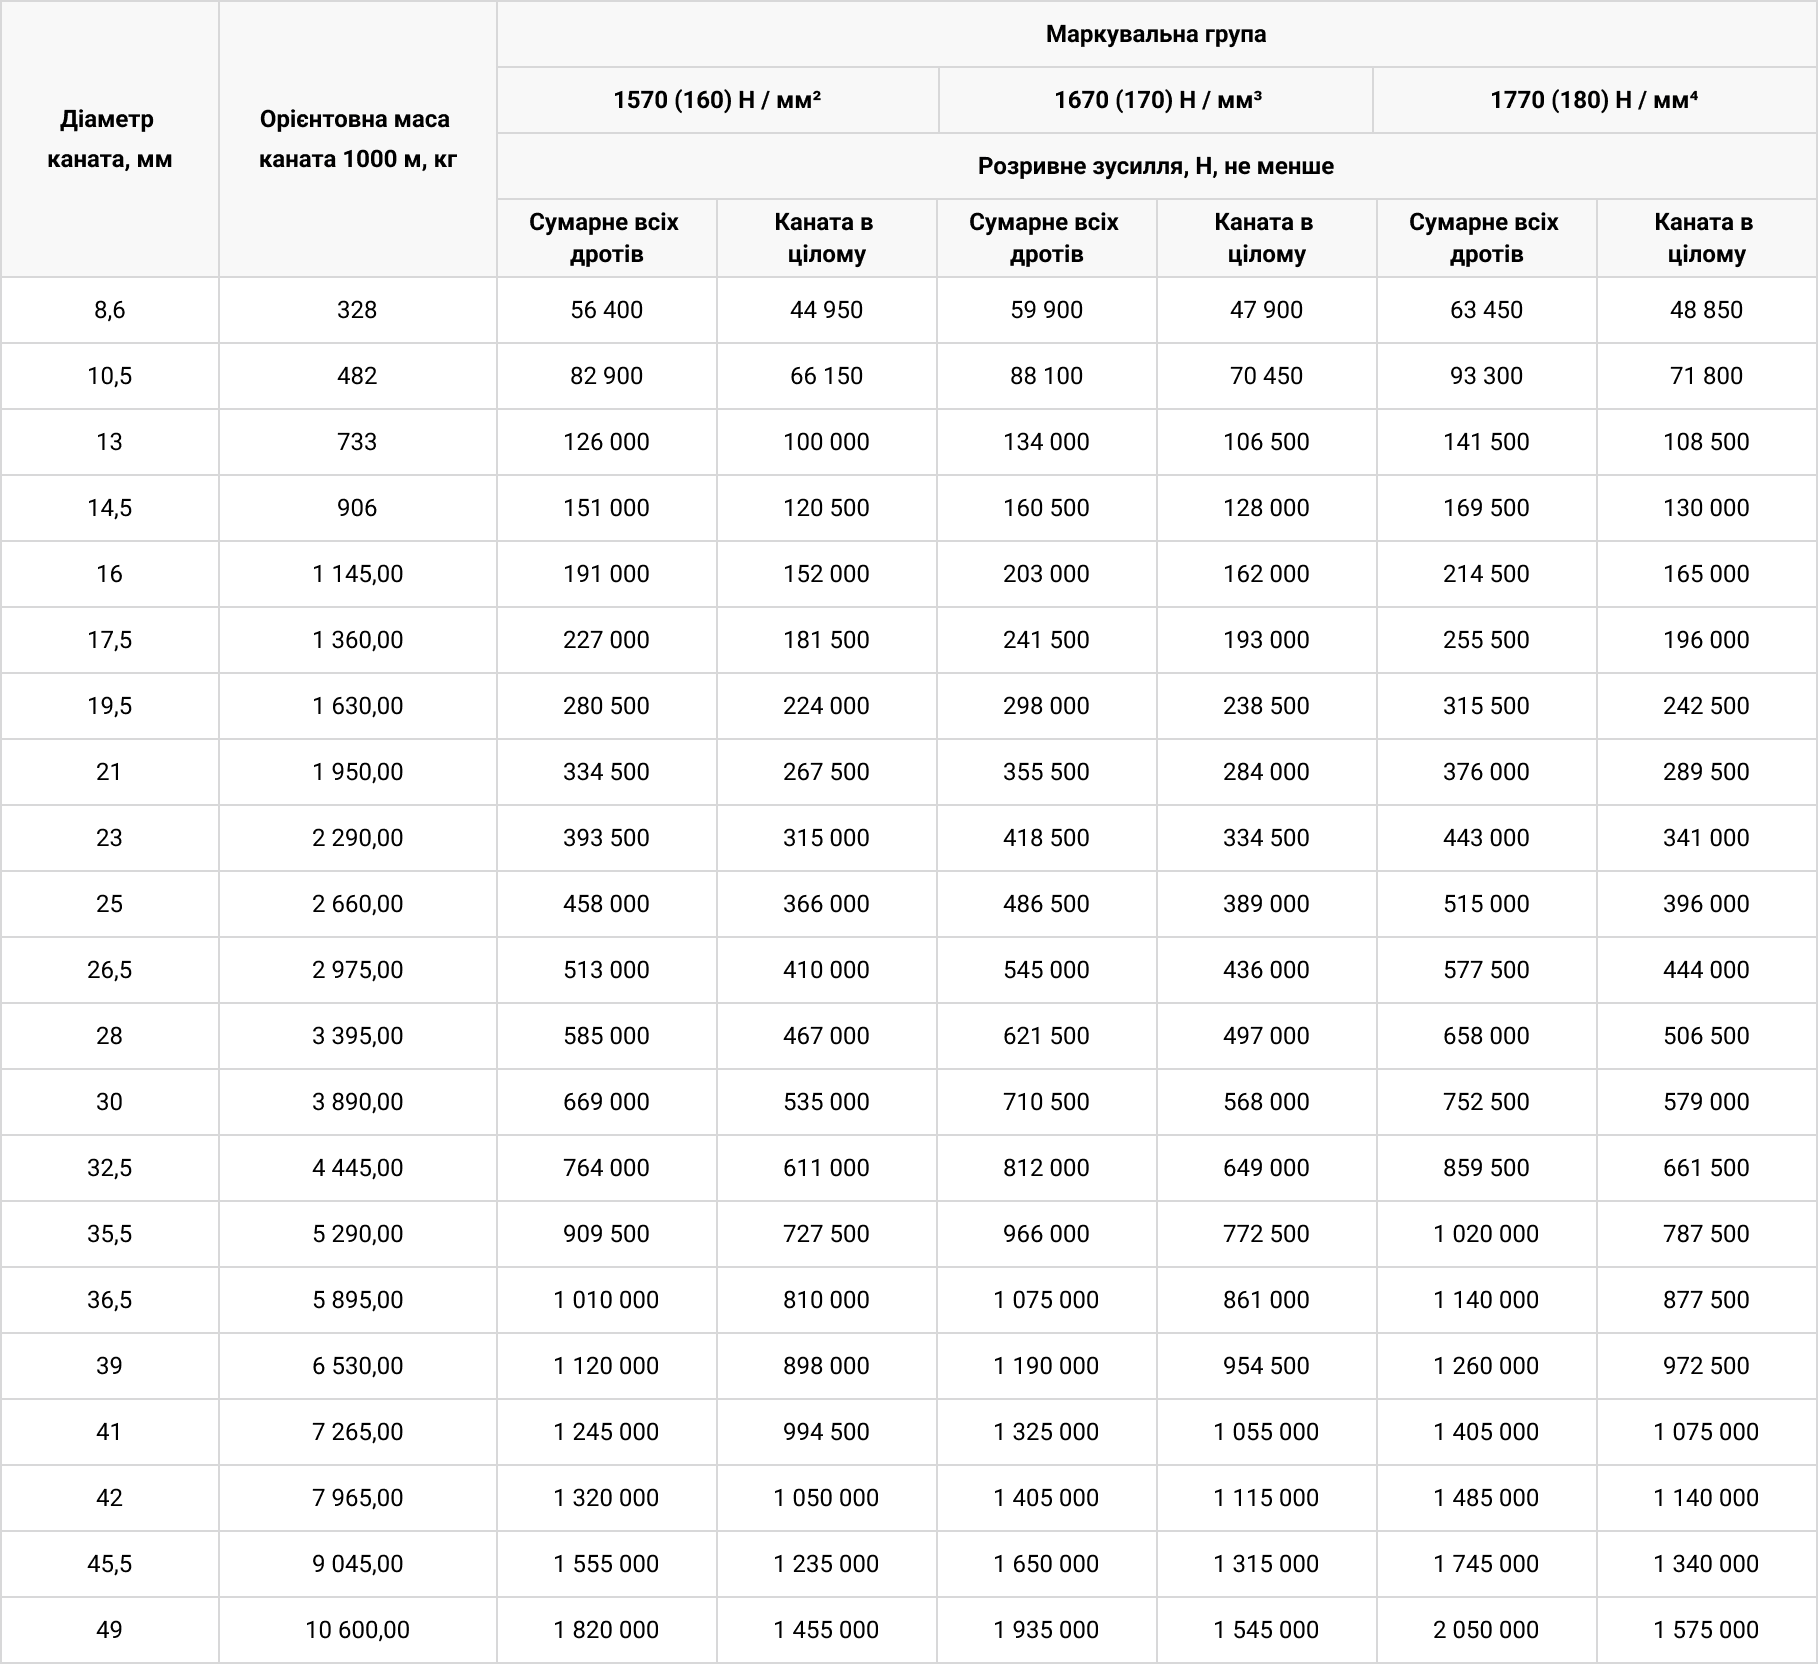 Діаметр
каната, мм
Орієнтовна маса
каната 1000 м, кг
Маркувальна група
1570 (160) Н / мм² 1670 (170) Н / мм³ 1770 (180) Н / мм⁴
Розривне зусилля, Н, не менше
Сумарне всіх
дротів
Каната в
цілому
Сумарне всіх
дротів
Каната в
цілому
Сумарне всіх
дротів
Каната в
цілому
8,6 328 56 400 44 950 59 900 47 900 63 450 48 850
10,5 482 82 900 66 150 88 100 70 450 93 300 71 800
13 733 126 000 100 000 134 000 106 500 141 500 108 500
14,5 906 151 000 120 500 160 500 128 000 169 500 130 000
16 1 145,00 191 000 152 000 203 000 162 000 214 500 165 000
17,5 1 360,00 227 000 181 500 241 500 193 000 255 500 196 000
19,5 1 630,00 280 500 224 000 298 000 238 500 315 500 242 500
21 1 950,00 334 500 267 500 355 500 284 000 376 000 289 500
23 2 290,00 393 500 315 000 418 500 334 500 443 000 341 000
25 2 660,00 458 000 366 000 486 500 389 000 515 000 396 000
26,5 2 975,00 513 000 410 000 545 000 436 000 577 500 444 000
28 3 395,00 585 000 467 000 621 500 497 000 658 000 506 500
30 3 890,00 669 000 535 000 710 500 568 000 752 500 579 000
32,5 4 445,00 764 000 611 000 812 000 649 000 859 500 661 500
35,5 5 290,00 909 500 727 500 966 000 772 500 1 020 000 787 500
36,5 5 895,00 1 010 000 810 000 1 075 000 861 000 1 140 000 877 500
39 6 530,00 1 120 000 898 000 1 190 000 954 500 1 260 000 972 500
41 7 265,00 1 245 000 994 500 1 325 000 1 055 000 1 405 000 1 075 000
42 7 965,00 1 320 000 1 050 000 1 405 000 1 115 000 1 485 000 1 140 000
45,5 9 045,00 1 555 000 1 235 000 1 650 000 1 315 000 1 745 000 1 340 000
49 10 600,00 1 820 000 1 455 000 1 935 000 1 545 000 2 050 000 1 575 000